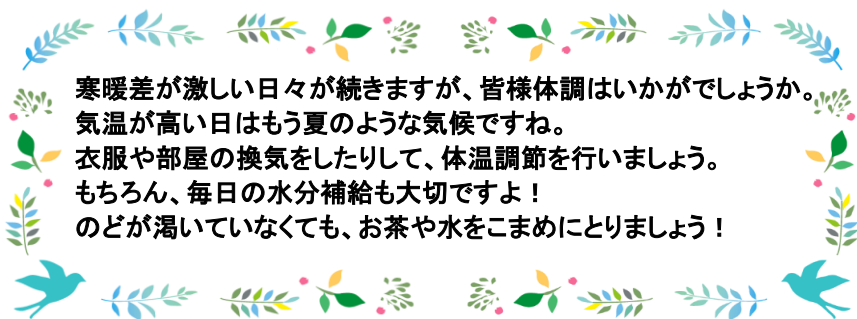 寒暖差が激しい日々が続きますが、皆様体調はいかがでしょうか。
気温が高い日はもう夏のような気候ですね。
衣服や部屋の換気をしたりして、体温調節を行いましょう。
もちろん、毎日の水分補給も大切ですよ！
のどが渇いていなくても、お茶や水をこまめにとりましょう！